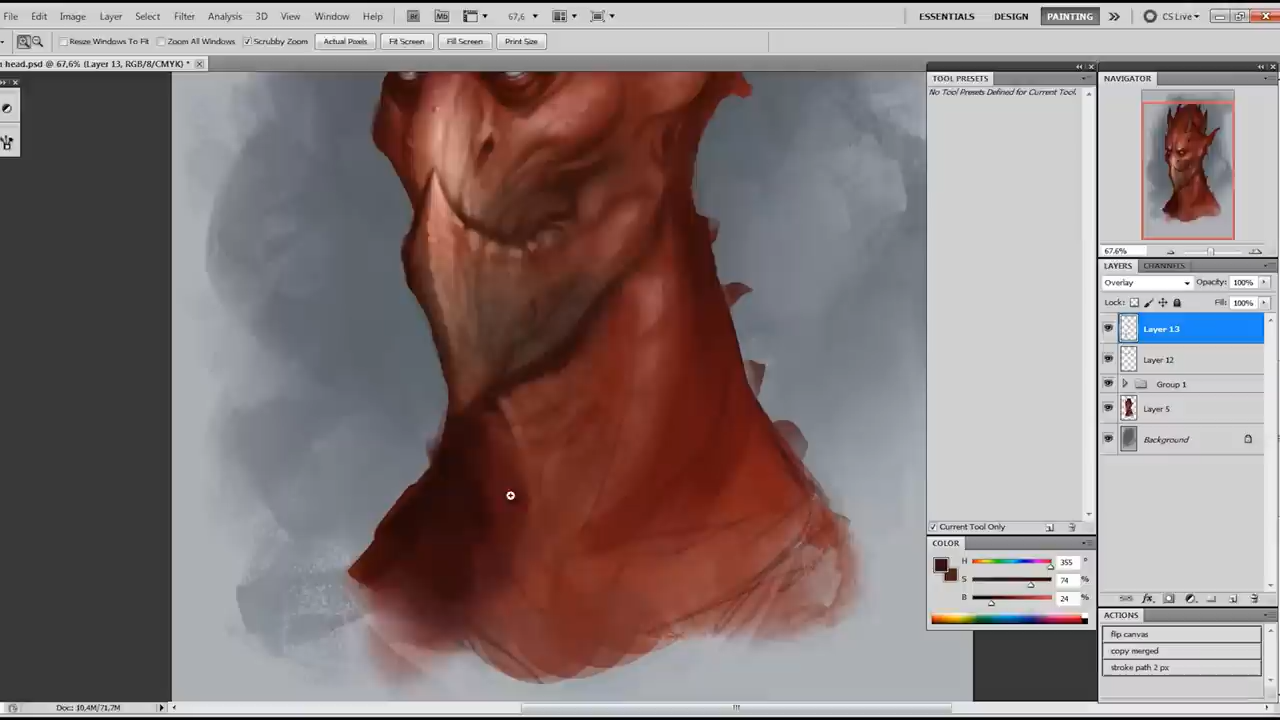 File Edit Image Layer Select Filter Analysis 3D View Window Help Br Mb 67,6 ESSENTIALS DESIGN PAINTING CS Live
Resize Windows To Fit Zoom All Windows Scrubby Zoom Actual Pixels Fit Screen Fill Screen Print Size
head.psd @ 67,6% (Layer 13, RGB/8/CMYK) *
TOOL PRESETS
No Tool Presets Defined for Current Tool.
Current Tool Only
COLOR
H 355 °
S 74 %
B 24 %
NAVIGATOR
67.6%
LAYERS CHANNELS
Overlay Opacity: 100%
Lock: Fill: 100%
Layer 13
Layer 12
Group 1
Layer 5
Background
fx
ACTIONS
flip canvas
copy merged
stroke path 2 px
Doc: 10,4M/71,7M